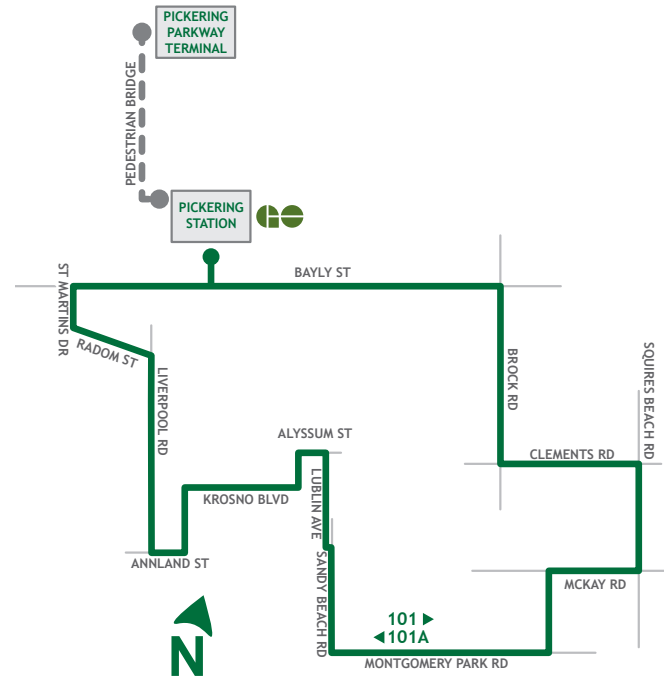 PICKERING
PARKWAY
TERMINAL
PEDESTRIAN BRIDGE
PICKERING
STATION
GO
BAYLY ST
ST MARTINS DR
RADOM ST
LIVERPOOL RD
BROCK RD
SQUIRES BEACH RD
ALYSSUM ST
CLEMENTS RD
KROSNO BLVD
LUBLIN AVE
ANNLAND ST
SANDY BEACH RD
MCKAY RD
101 ▶
◀101A
MONTGOMERY PARK RD
N